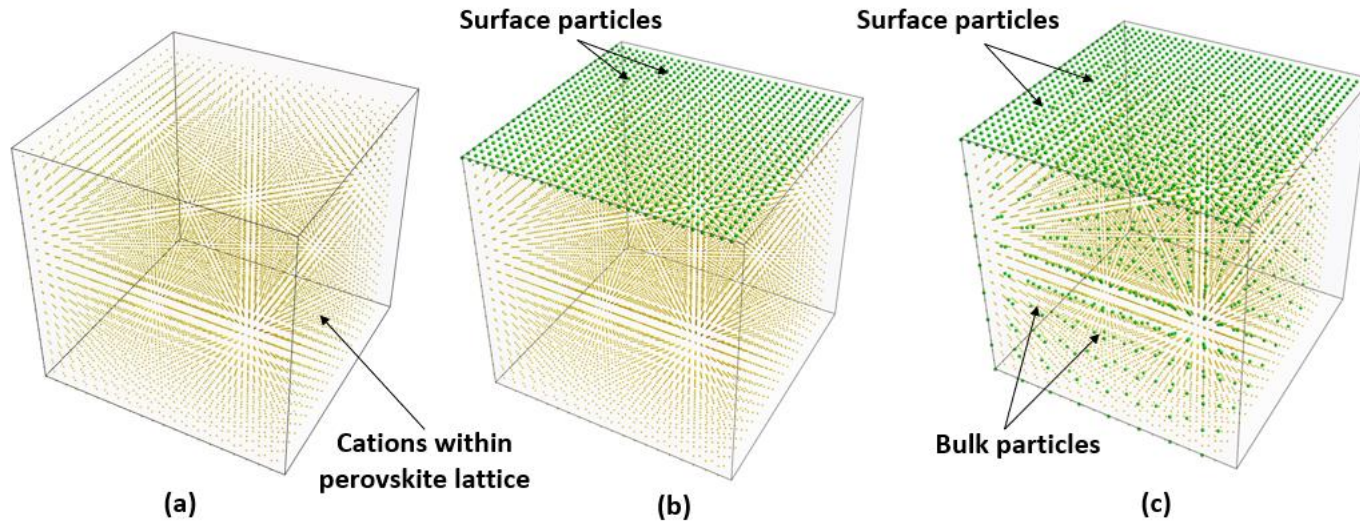 Surface particles
Surface particles
Cations within
perovskite lattice
Bulk particles
(a)
(b)
(c)